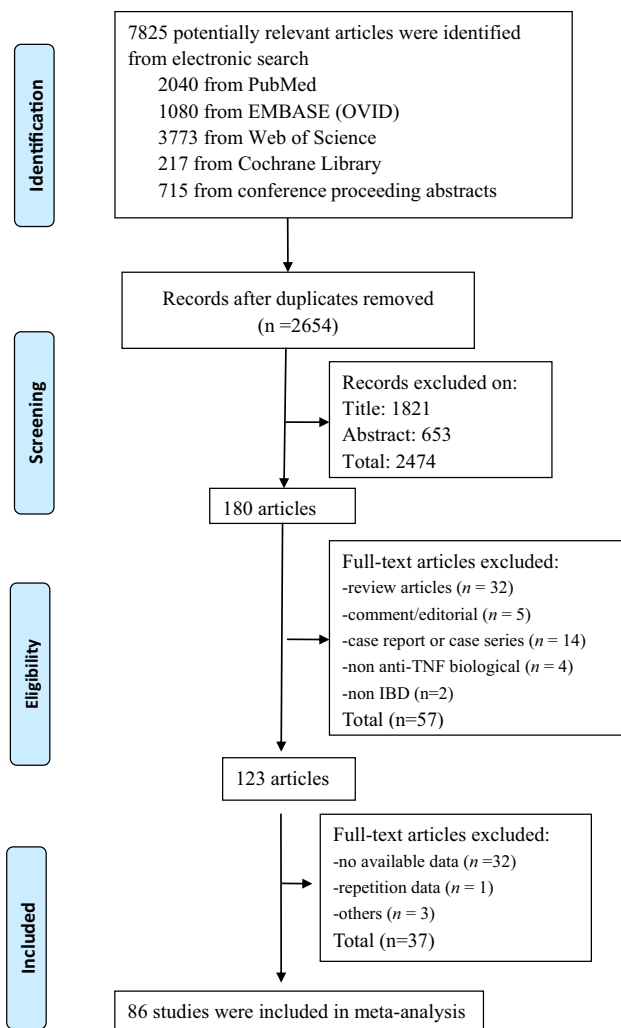 7825 potentially relevant articles were identified
from electronic search
2040 from PubMed
1080 from EMBASE (OVID)
3773 from Web of Science
217 from Cochrane Library
715 from conference proceeding abstracts
Identification
Records after duplicates removed
(n =2654)
Screening
Records excluded on:
Title: 1821
Abstract: 653
Total: 2474
180 articles
Eligibility
Full-text articles excluded:
-review articles (n = 32)
-comment/editorial (n = 5)
-case report or case series (n = 14)
-non anti-TNF biological (n = 4)
-non IBD (n=2)
Total (n=57)
123 articles
Included
Full-text articles excluded:
-no available data (n =32)
-repetition data (n = 1)
-others (n = 3)
Total (n=37)
86 studies were included in meta-analysis